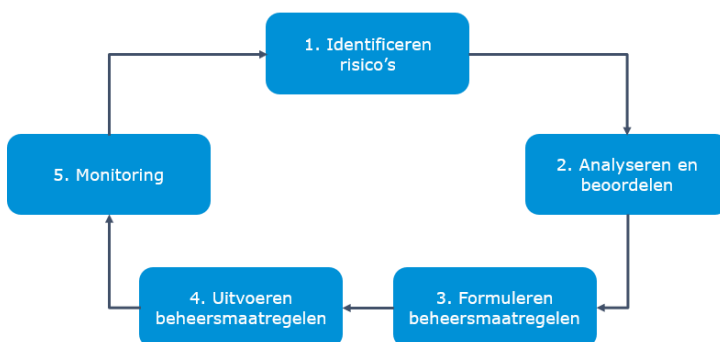 1. Identificeren
risico’s
2. Analyseren en
beoordelen
3. Formuleren
beheersmaatregelen
4. Uitvoeren
beheersmaatregelen
5. Monitoring